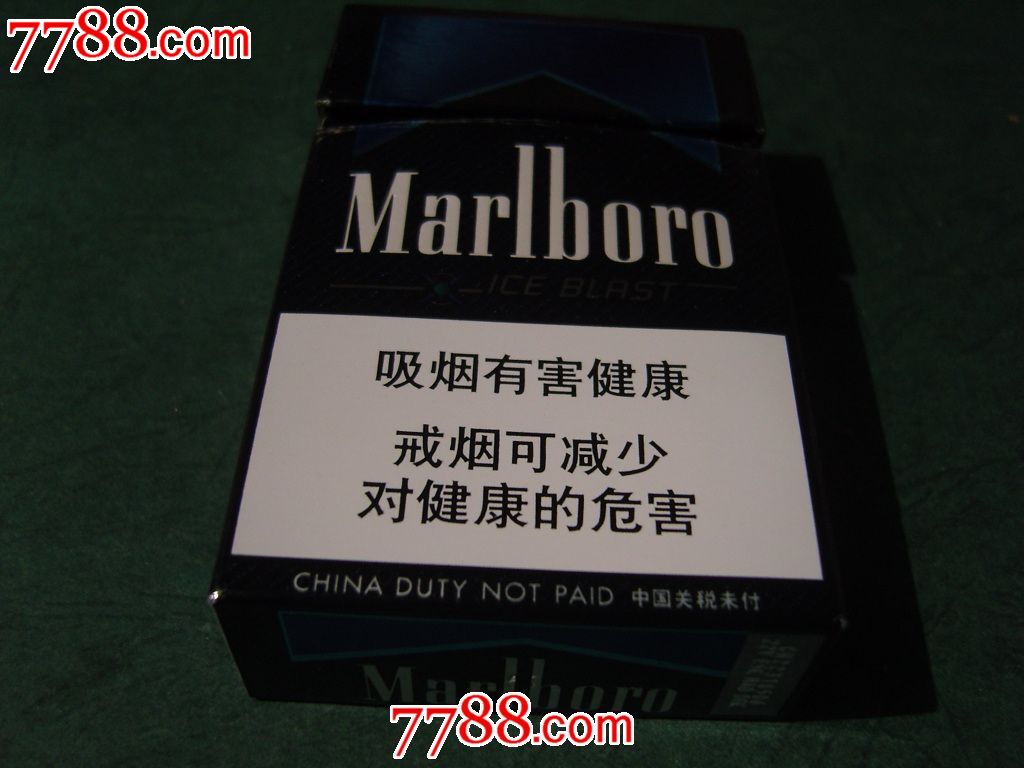 7788.com
Marlboro
ICE BLAST
吸烟有害健康
戒烟可减少
对健康的危害
CHINA DUTY NOT PAID 中国关税未付
Marlboro
7788.com